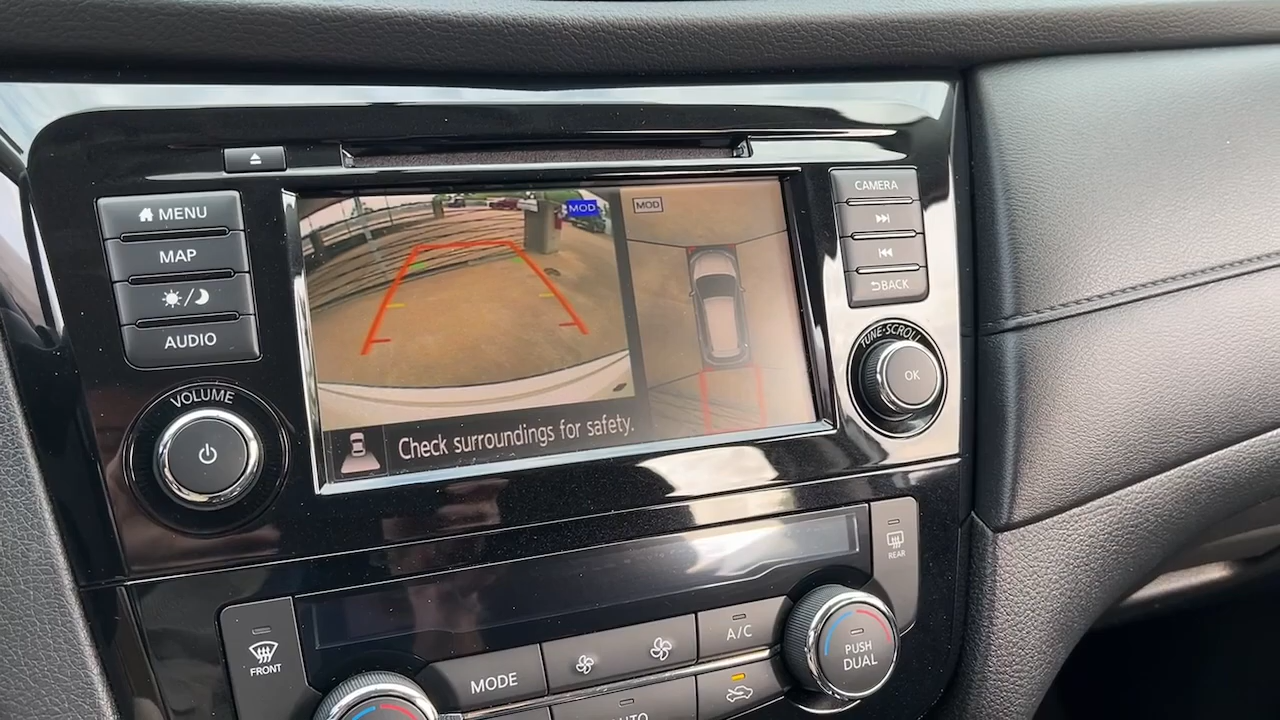 MENU
MAP
AUDIO
VOLUME
MOD
MOD
Check surroundings for safety.
CAMERA
BACK
TUNE·SCROLL
OK
FRONT
MODE
A/C
AUTO
PUSH
DUAL
REAR